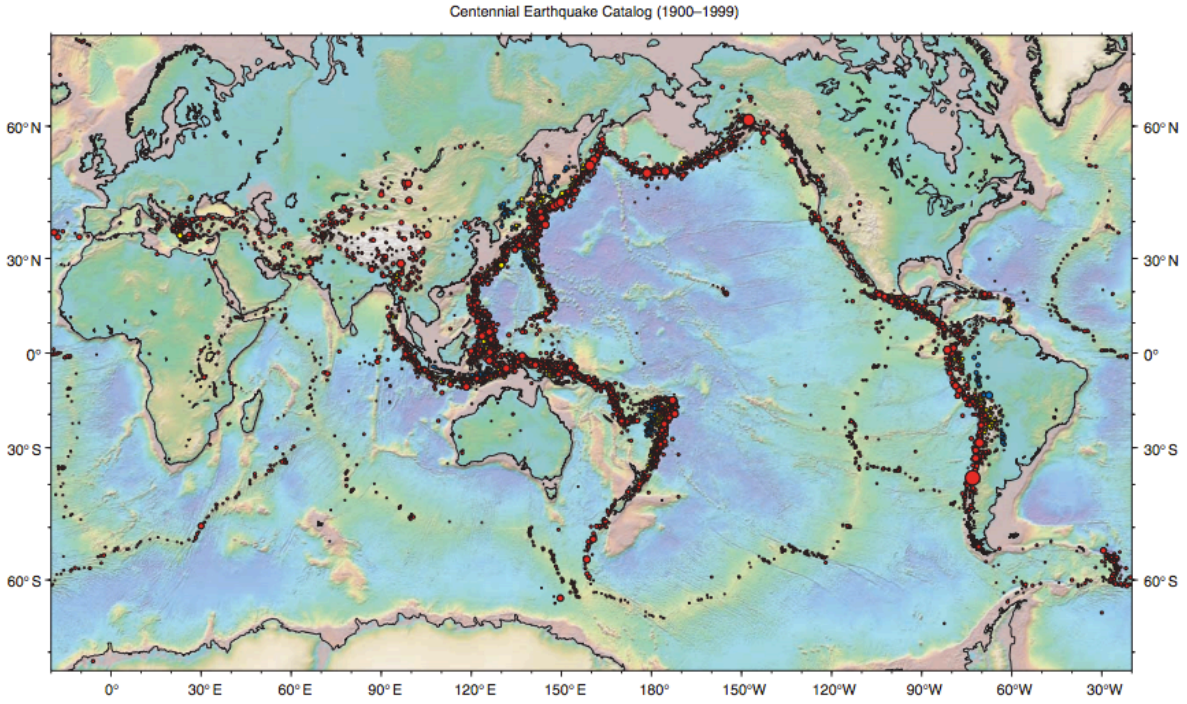 Centennial Earthquake Catalog (1900–1999)
60° N
60° N
30° N
30° N
0°
0°
30° S
30° S
60° S
60° S
0°
30° E
60° E
90° E
120° E
150° E
180°
150°W
120°W
90°W
60°W
30°W